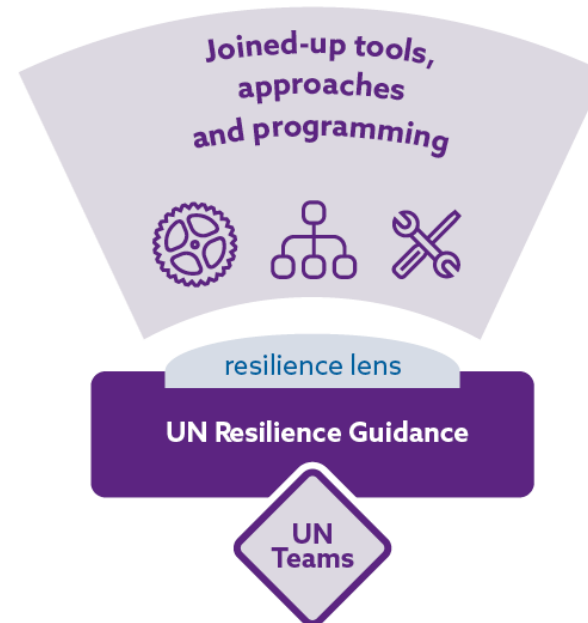 Joined-up tools,
approaches
and programming
resilience lens
UN Resilience Guidance
UN
Teams